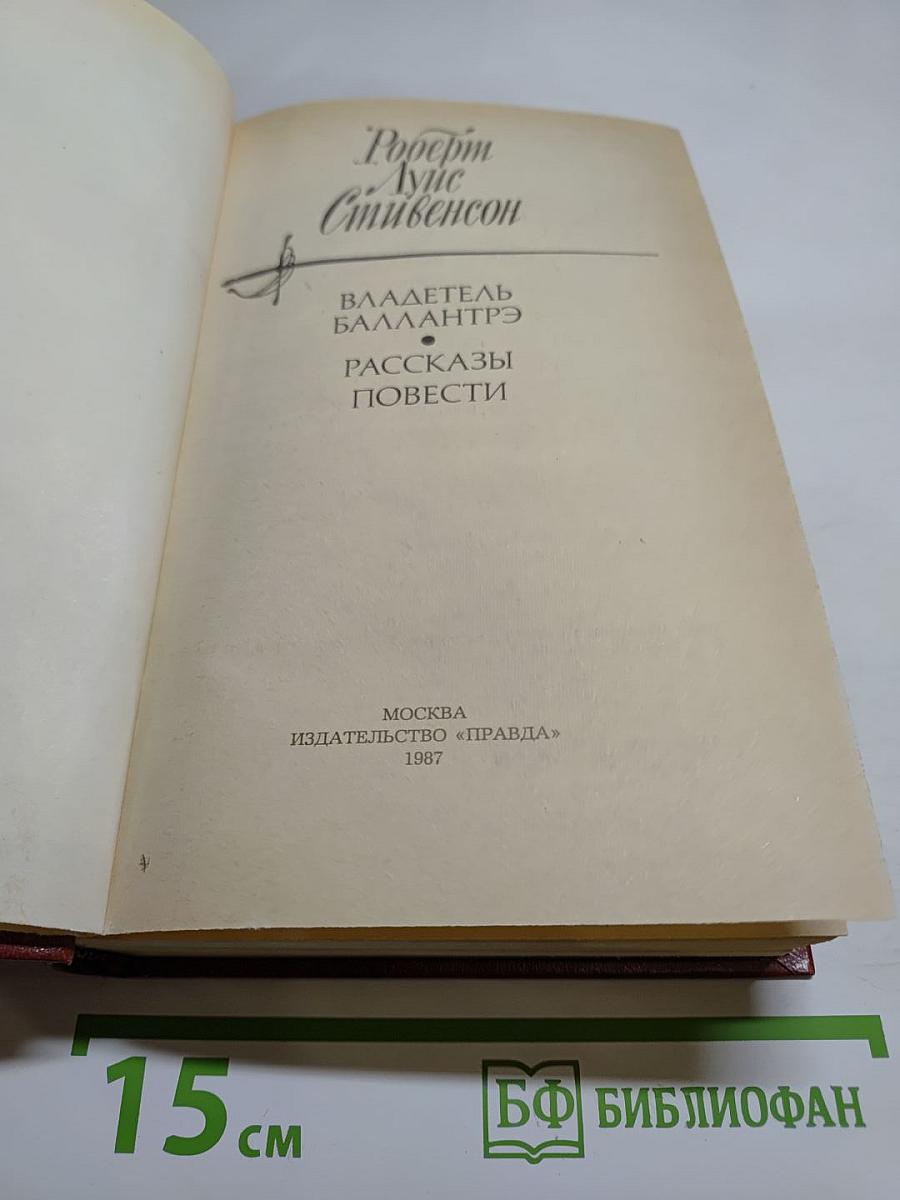 Роберт
Луис
Стивенсон
ВЛАДЕТЕЛЬ
БАЛЛАНТРЭ
•
РАССКАЗЫ
ПОВЕСТИ
МОСКВА
ИЗДАТЕЛЬСТВО «ПРАВДА»
1987
15 см
БФ БИБЛИОФАН